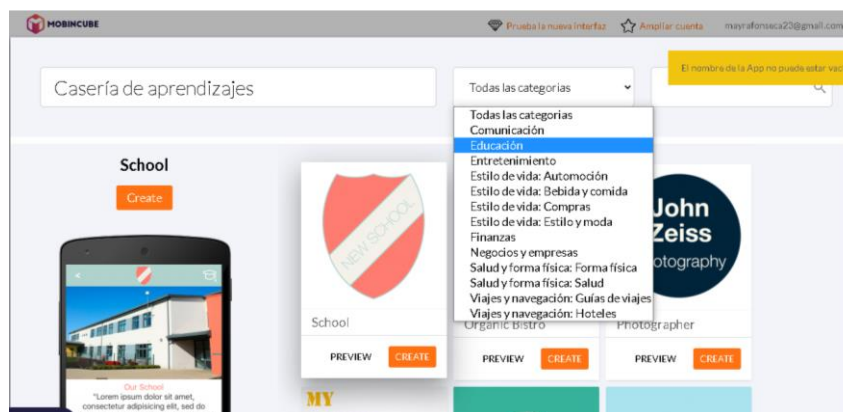 MOBINCUBE
Prueba la nueva interfaz
Ampliar cuenta
mayrafonseca23@gmail.com
El nombre de la App no puede estar vac
Casería de aprendizajes
Todas las categorias
Todas las categorias
Comunicación
Educación
Entretenimiento
Estilo de vida: Automoción
Estilo de vida: Bebida y comida
Estilo de vida: Compras
Estilo de vida: Estilo y moda
Finanzas
Negocios y empresas
Salud y forma física: Forma física
Salud y forma física: Salud
Viajes y navegación: Guías de viajes
Viajes y navegación: Hoteles
School
Create
Our School
"Lorem ipsum dolor sit amet,
consectetur adipisicing elit, sed do
NEW SCHOOL
School
PREVIEW
CREATE
Organic Bistro
PREVIEW
CREATE
John
Zeiss
otography
Photographer
PREVIEW
CREATE
MY